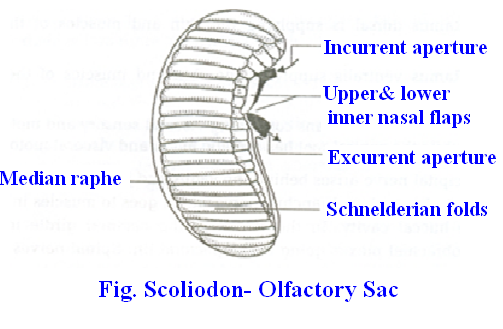 Incurrent aperture
Upper& lower
inner nasal flaps
Excurrent aperture
Median raphe
Schnelderian folds
Fig. Scoliodon- Olfactory Sac